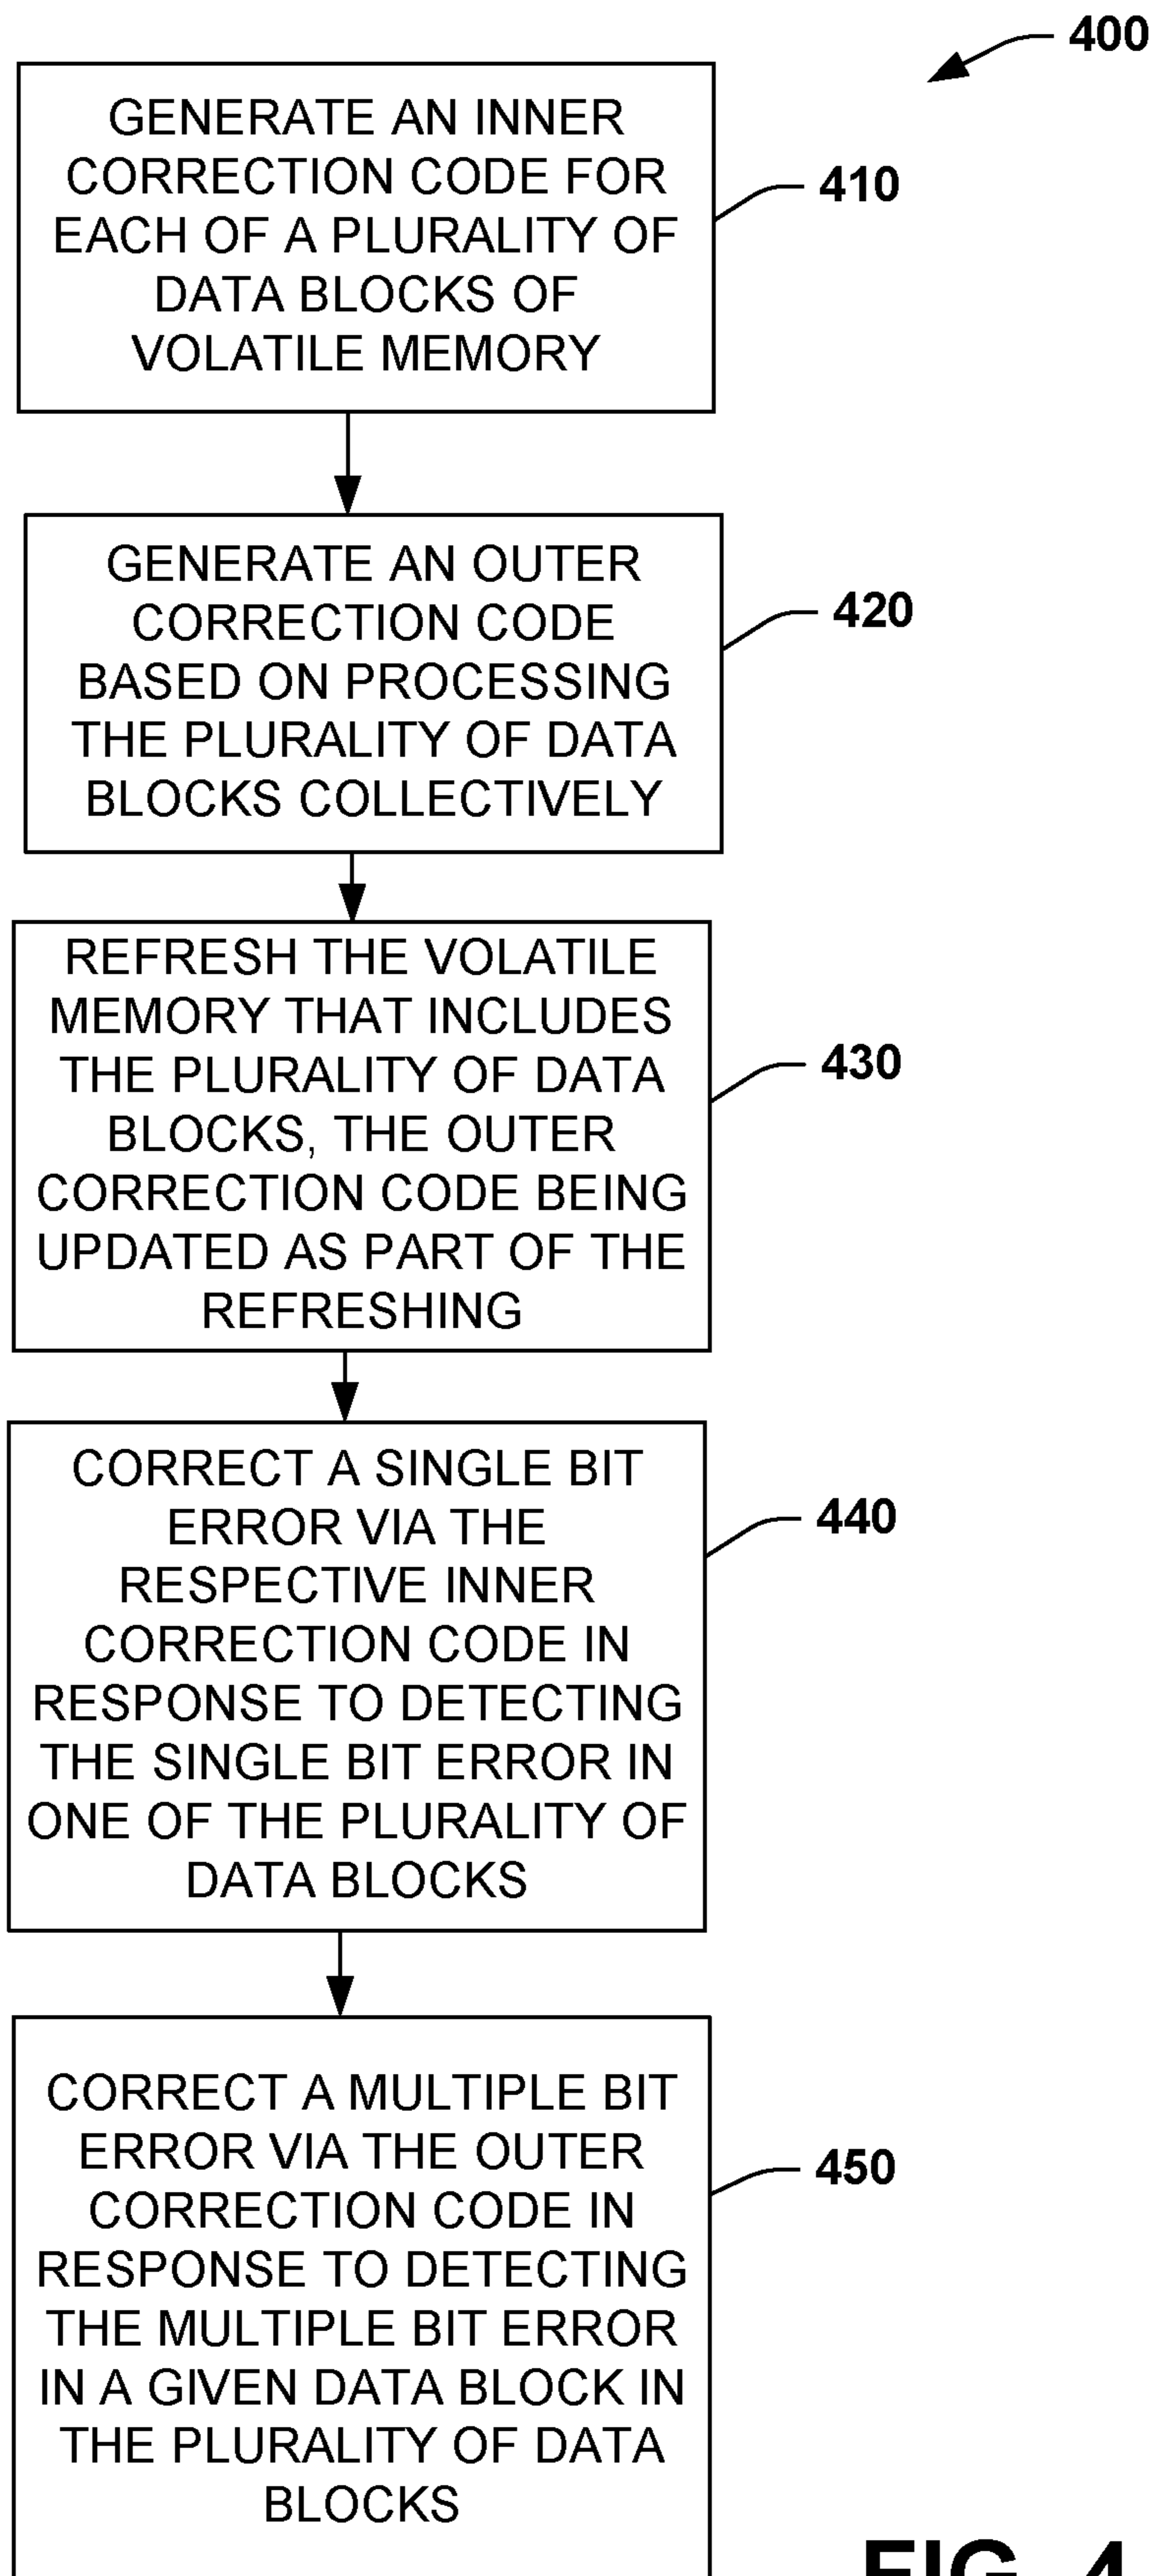 400
GENERATE AN INNER
CORRECTION CODE FOR
EACH OF A PLURALITY OF
DATA BLOCKS OF
VOLATILE MEMORY
410
GENERATE AN OUTER
CORRECTION CODE
BASED ON PROCESSING
THE PLURALITY OF DATA
BLOCKS COLLECTIVELY
420
REFRESH THE VOLATILE
MEMORY THAT INCLUDES
THE PLURALITY OF DATA
BLOCKS, THE OUTER
CORRECTION CODE BEING
UPDATED AS PART OF THE
REFRESHING
430
CORRECT A SINGLE BIT
ERROR VIA THE
RESPECTIVE INNER
CORRECTION CODE IN
RESPONSE TO DETECTING
THE SINGLE BIT ERROR IN
ONE OF THE PLURALITY OF
DATA BLOCKS
440
CORRECT A MULTIPLE BIT
ERROR VIA THE OUTER
CORRECTION CODE IN
RESPONSE TO DETECTING
THE MULTIPLE BIT ERROR
IN A GIVEN DATA BLOCK IN
THE PLURALITY OF DATA
BLOCKS
450
FIG. 4